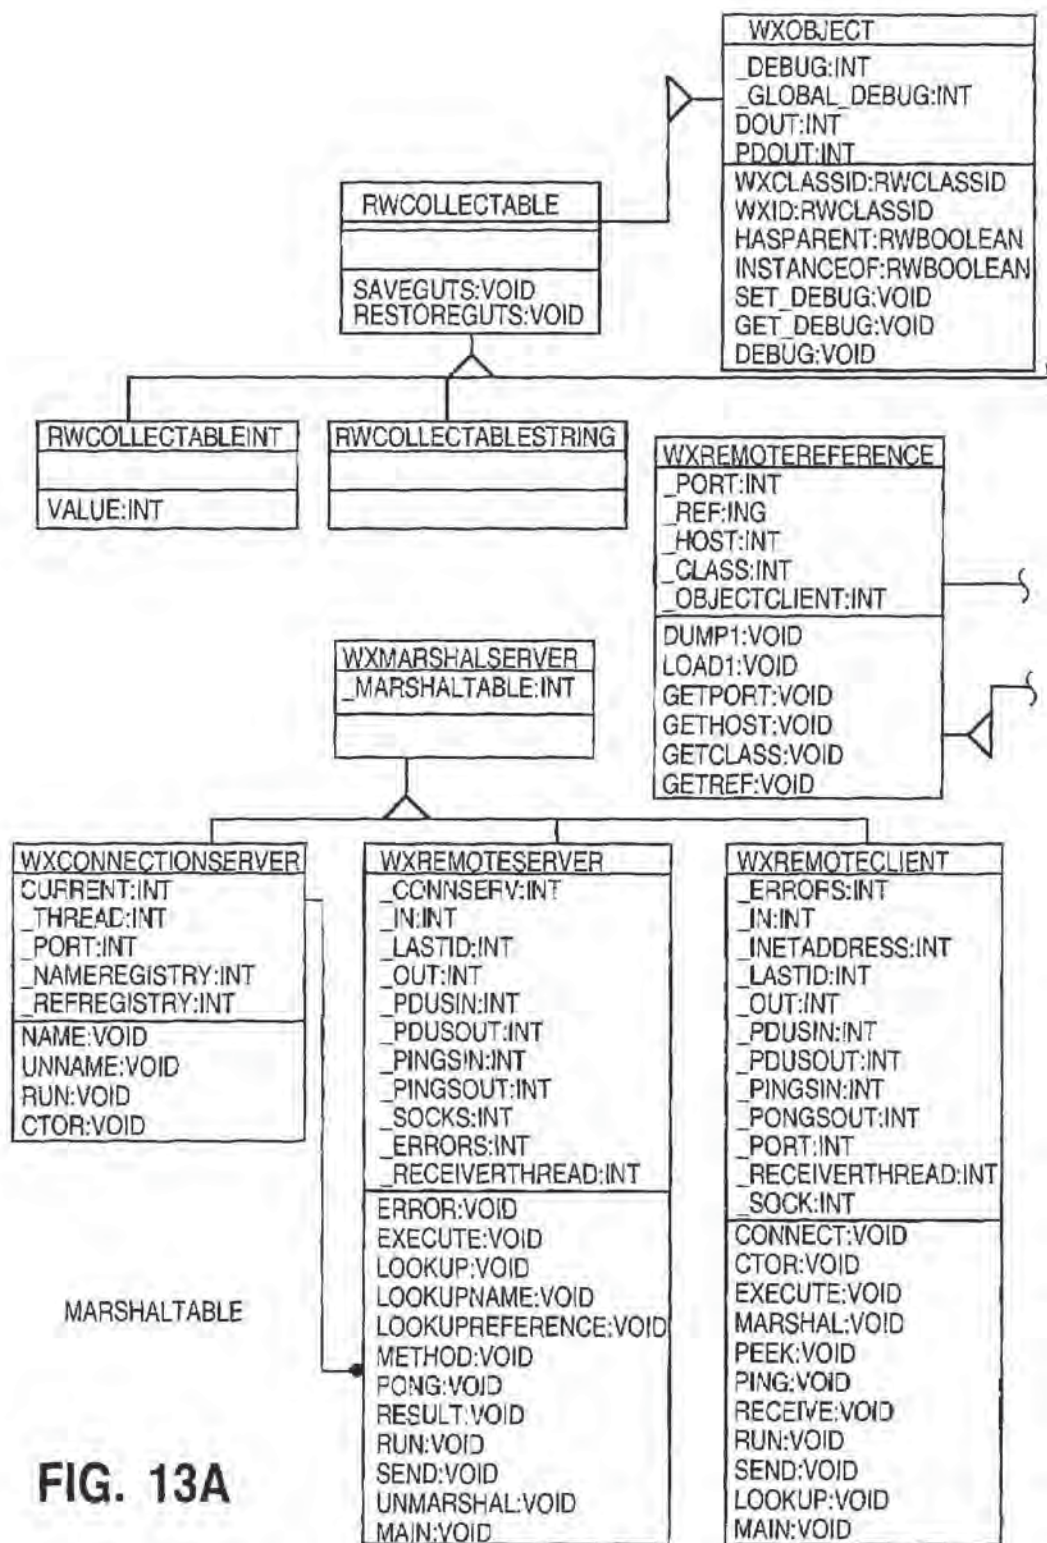 WXOBJECT
_DEBUG:INT
_GLOBAL_DEBUG:INT
DOUT:INT
PDOUT:INT
WXCLASSID:RWCLASSID
WXID:RWCLASSID
HASPARENT:RWBOOLEAN
INSTANCEOF:RWBOOLEAN
SET_DEBUG:VOID
GET_DEBUG:VOID
DEBUG:VOID
RWCOLLECTABLE
SAVEGUTS:VOID
RESTOREGUTS:VOID
RWCOLLECTABLEINT
VALUE:INT
RWCOLLECTABLESTRING
WXREMOTEREFERENCE
_PORT:INT
_REF:ING
_HOST:INT
_CLASS:INT
_OBJECTCLIENT:INT
DUMP1:VOID
LOAD1:VOID
GETPORT:VOID
GETHOST:VOID
GETCLASS:VOID
GETREF:VOID
WXMARSHALSERVER
_MARSHALTABLE:INT
WXCONNECTIONSERVER
CURRENT:INT
_THREAD:INT
_PORT:INT
_NAMEREGISTRY:INT
_REFREGISTRY:INT
NAME:VOID
UNNAME:VOID
RUN:VOID
CTOR:VOID
WXREMOTESERVER
_CONNSERV:INT
_IN:INT
_LASTID:INT
_OUT:INT
_PDUSIN:INT
_PDUSOUT:INT
_PINGSIN:INT
_PINGSOUT:INT
_SOCKS:INT
_ERRORS:INT
_RECEIVERTHREAD:INT
ERROR:VOID
EXECUTE:VOID
LOOKUP:VOID
LOOKUPNAME:VOID
LOOKUPREFERENCE:VOID
METHOD:VOID
PONG:VOID
RESULT:VOID
RUN:VOID
SEND:VOID
UNMARSHAL:VOID
MAIN:VOID
WXREMOTECLIENT
_ERRORS:INT
_IN:INT
_INETADDRESS:INT
_LASTID:INT
_OUT:INT
_PDUSIN:INT
_PDUSOUT:INT
_PINGSIN:INT
_PONGSOUT:INT
_PORT:INT
_RECEIVERTHREAD:INT
_SOCK:INT
CONNECT:VOID
CTOR:VOID
EXECUTE:VOID
MARSHAL:VOID
PEEK:VOID
PING:VOID
RECEIVE:VOID
RUN:VOID
SEND:VOID
LOOKUP:VOID
MAIN:VOID
MARSHALTABLE
FIG. 13A